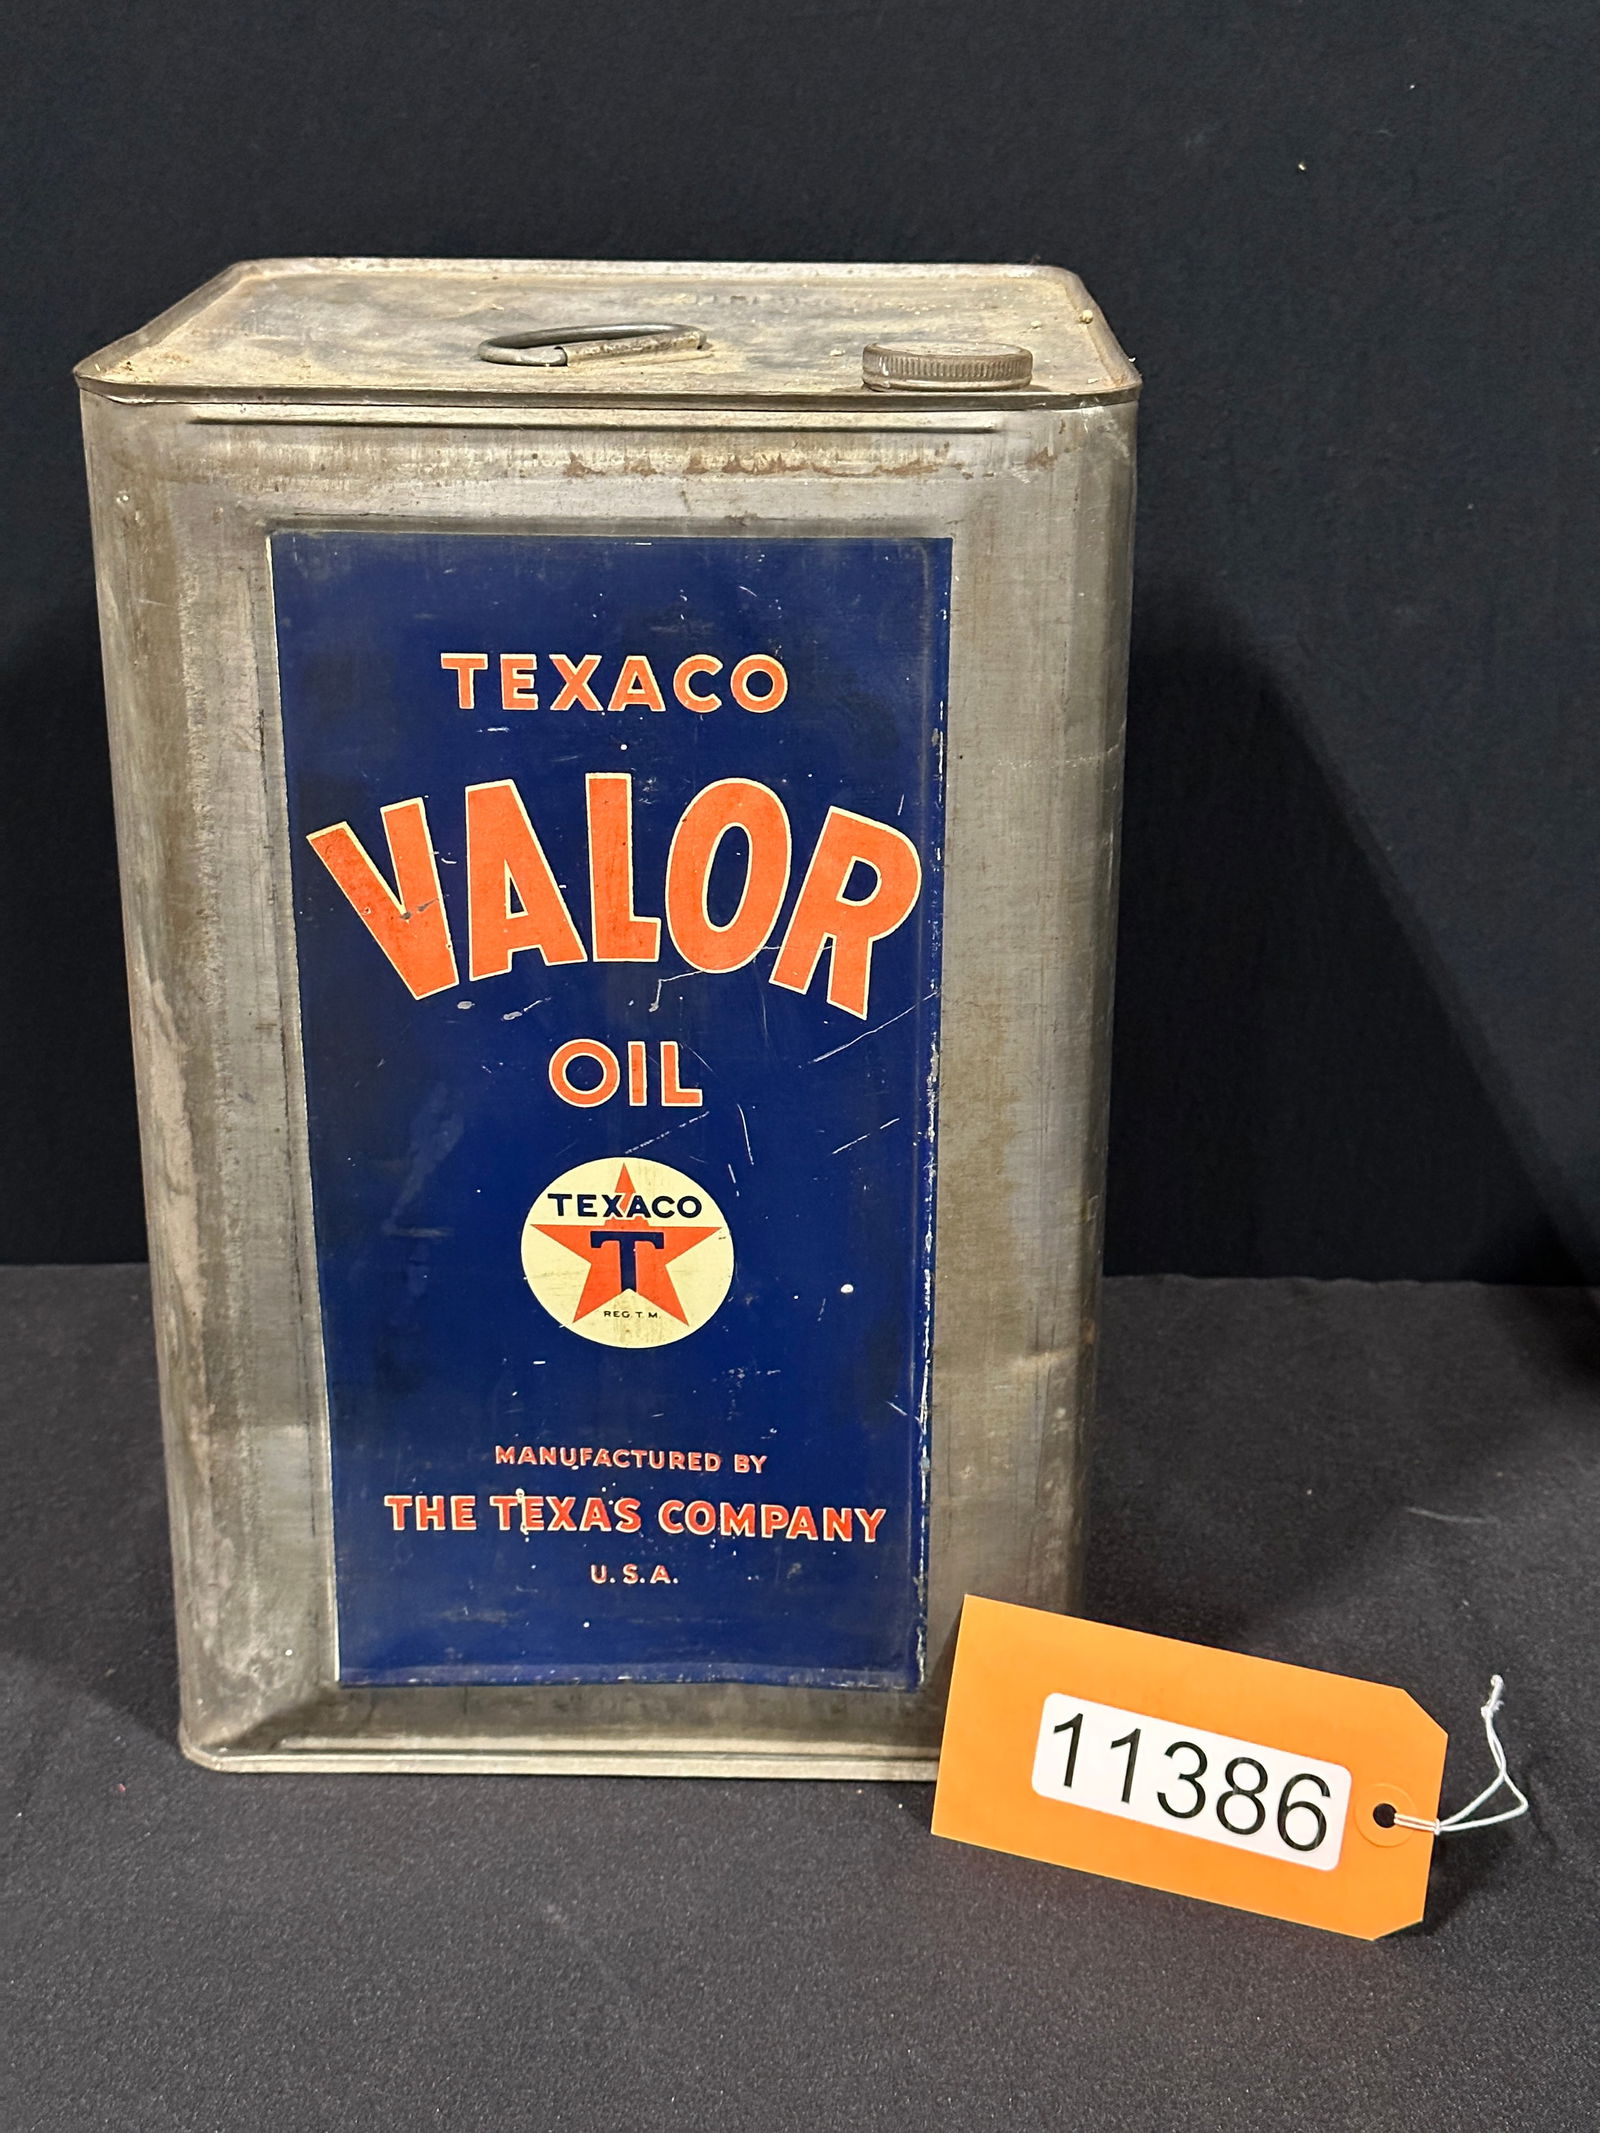 TEXACO
VALOR
OIL
TEXACO
T
REG. T. M.
MANUFACTURED BY
THE TEXAS COMPANY
U. S. A.
11386